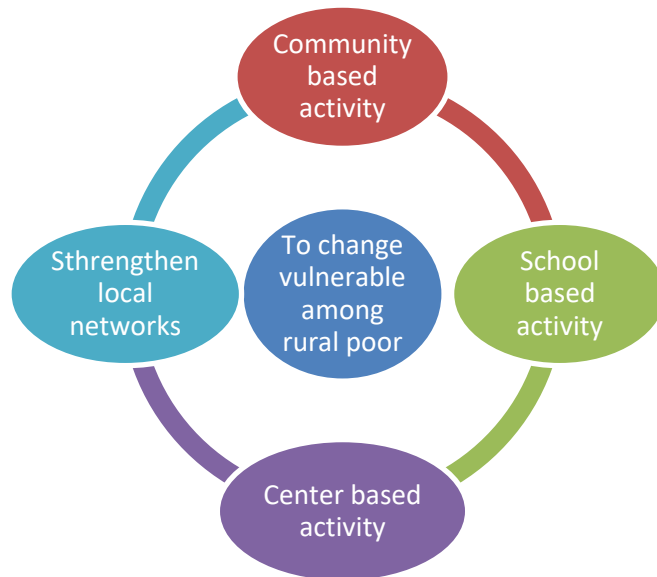 Community
based
activity
Sthrengthen
local
networks
To change
vulnerable
among
rural poor
School
based
activity
Center based
activity